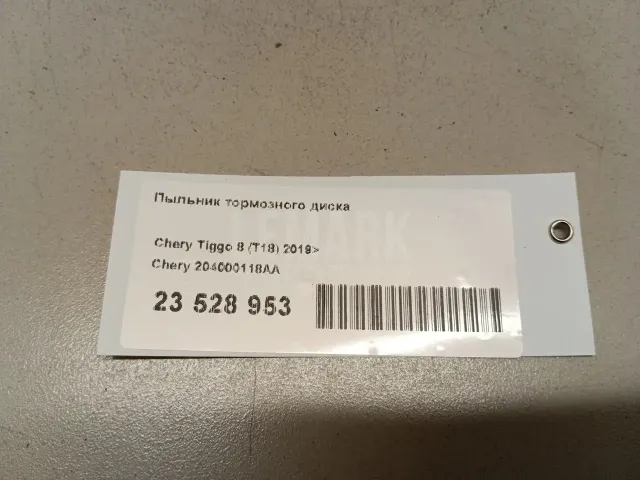 Пыльник тормозного диска
Chery Tiggo 8 (T18) 2019>
Chery 204000118AA
23 528 953